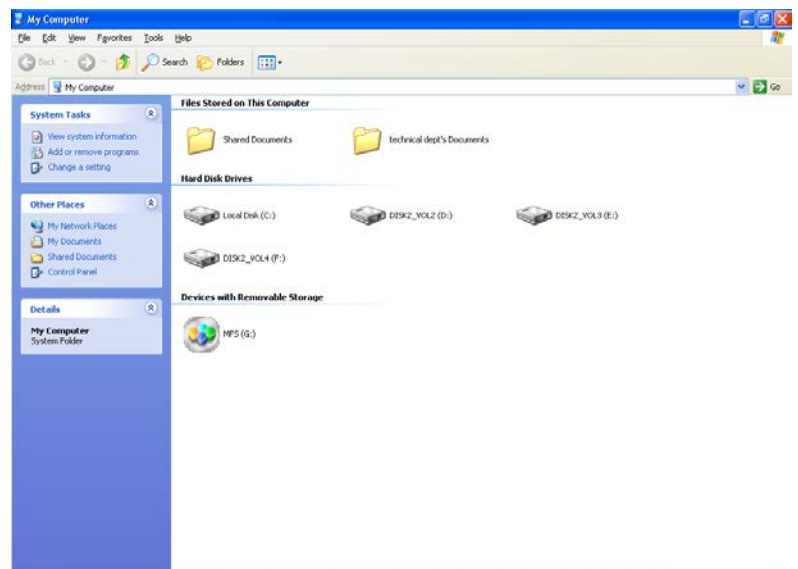 My Computer
File Edit View Favorites Tools Help
Back Search Folders
Address My Computer Go
System Tasks
View system information
Add or remove programs
Change a setting
Other Places
My Network Places
My Documents
Shared Documents
Control Panel
Details
My Computer
System Folder
Files Stored on This Computer
Shared Documents technical dept's Documents
Hard Disk Drives
Local Disk (C:) DISK2_VOL2 (D:) DISK2_VOL3 (E:)
DISK2_VOL4 (F:)
Devices with Removable Storage
MPS (G:)